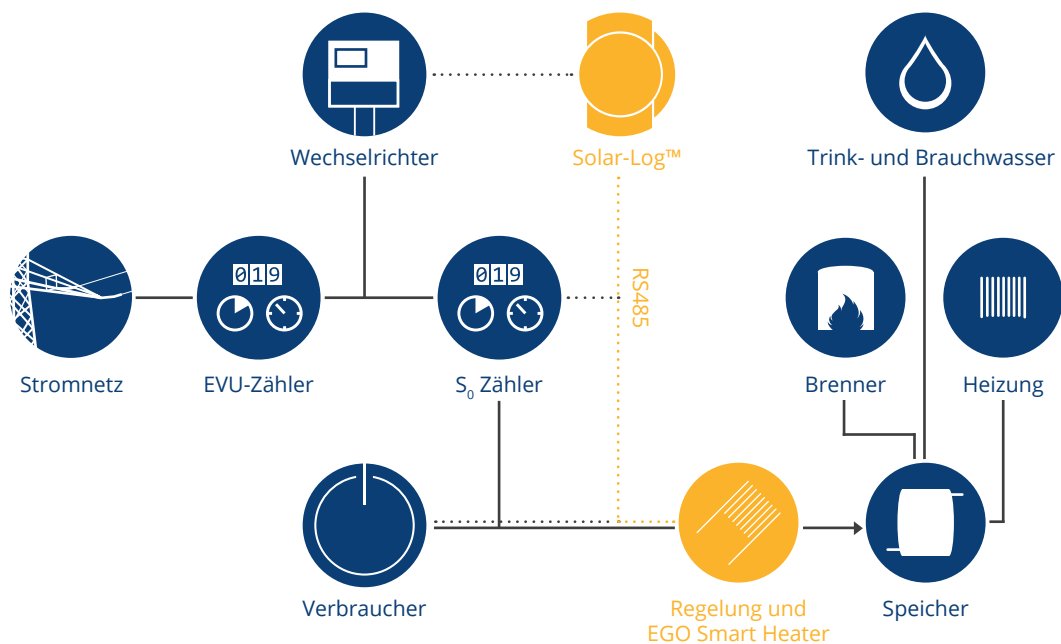 Wechselrichter
Solar-Log™
Trink- und Brauchwasser
019
019
RS485
Stromnetz
EVU-Zähler
S₀ Zähler
Brenner
Heizung
Verbraucher
Regelung und
EGO Smart Heater
Speicher